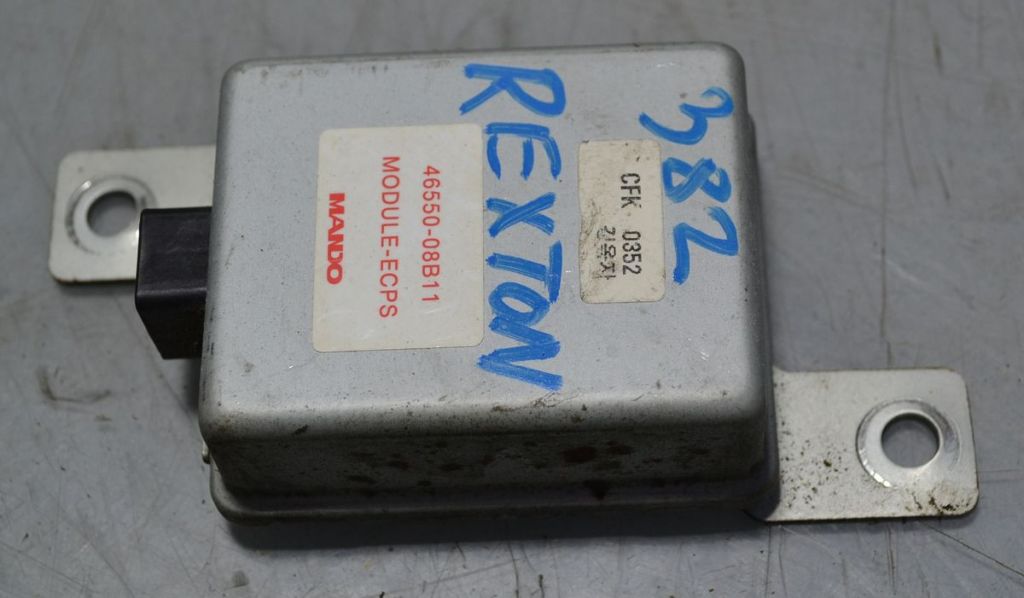 382
CFK 0352
REXTON
46550-08B11
MODULE-ECPS
MANDO